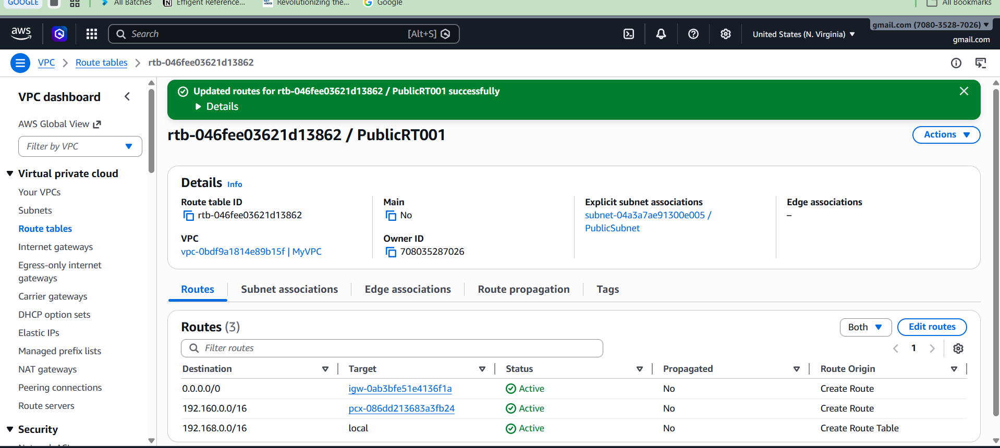 GOOGLE
All Batches
Effigent Reference...
Revolutionizing the...
Google
All Bookmarks
aws
Search
[Alt+S]
United States (N. Virginia)
gmail.com (7080-3528-7026)
gmail.com
VPC
Route tables
rtb-046fee03621d13862
VPC dashboard
AWS Global View
Filter by VPC
Virtual private cloud
Your VPCs
Subnets
Route tables
Internet gateways
Egress-only internet
gateways
Carrier gateways
DHCP option sets
Elastic IPs
Managed prefix lists
NAT gateways
Peering connections
Route servers
Security
Updated routes for rtb-046fee03621d13862 / PublicRT001 successfully
Details
rtb-046fee03621d13862 / PublicRT001
Actions
Details Info
Route table ID
rtb-046fee03621d13862
Main
No
Explicit subnet associations
subnet-04a3a7ae91300e005 /
PublicSubnet
Edge associations
–
VPC
vpc-0bdf9a1814e89b15f | MyVPC
Owner ID
708035287026
Routes Subnet associations Edge associations Route propagation Tags
Routes (3)
Both
Edit routes
Filter routes
1
Destination Target Status Propagated Route Origin
0.0.0.0/0 igw-0ab3bfe51e4136f1a Active No Create Route
192.160.0.0/16 pcx-086dd213683a3fb24 Active No Create Route
192.168.0.0/16 local Active No Create Route Table